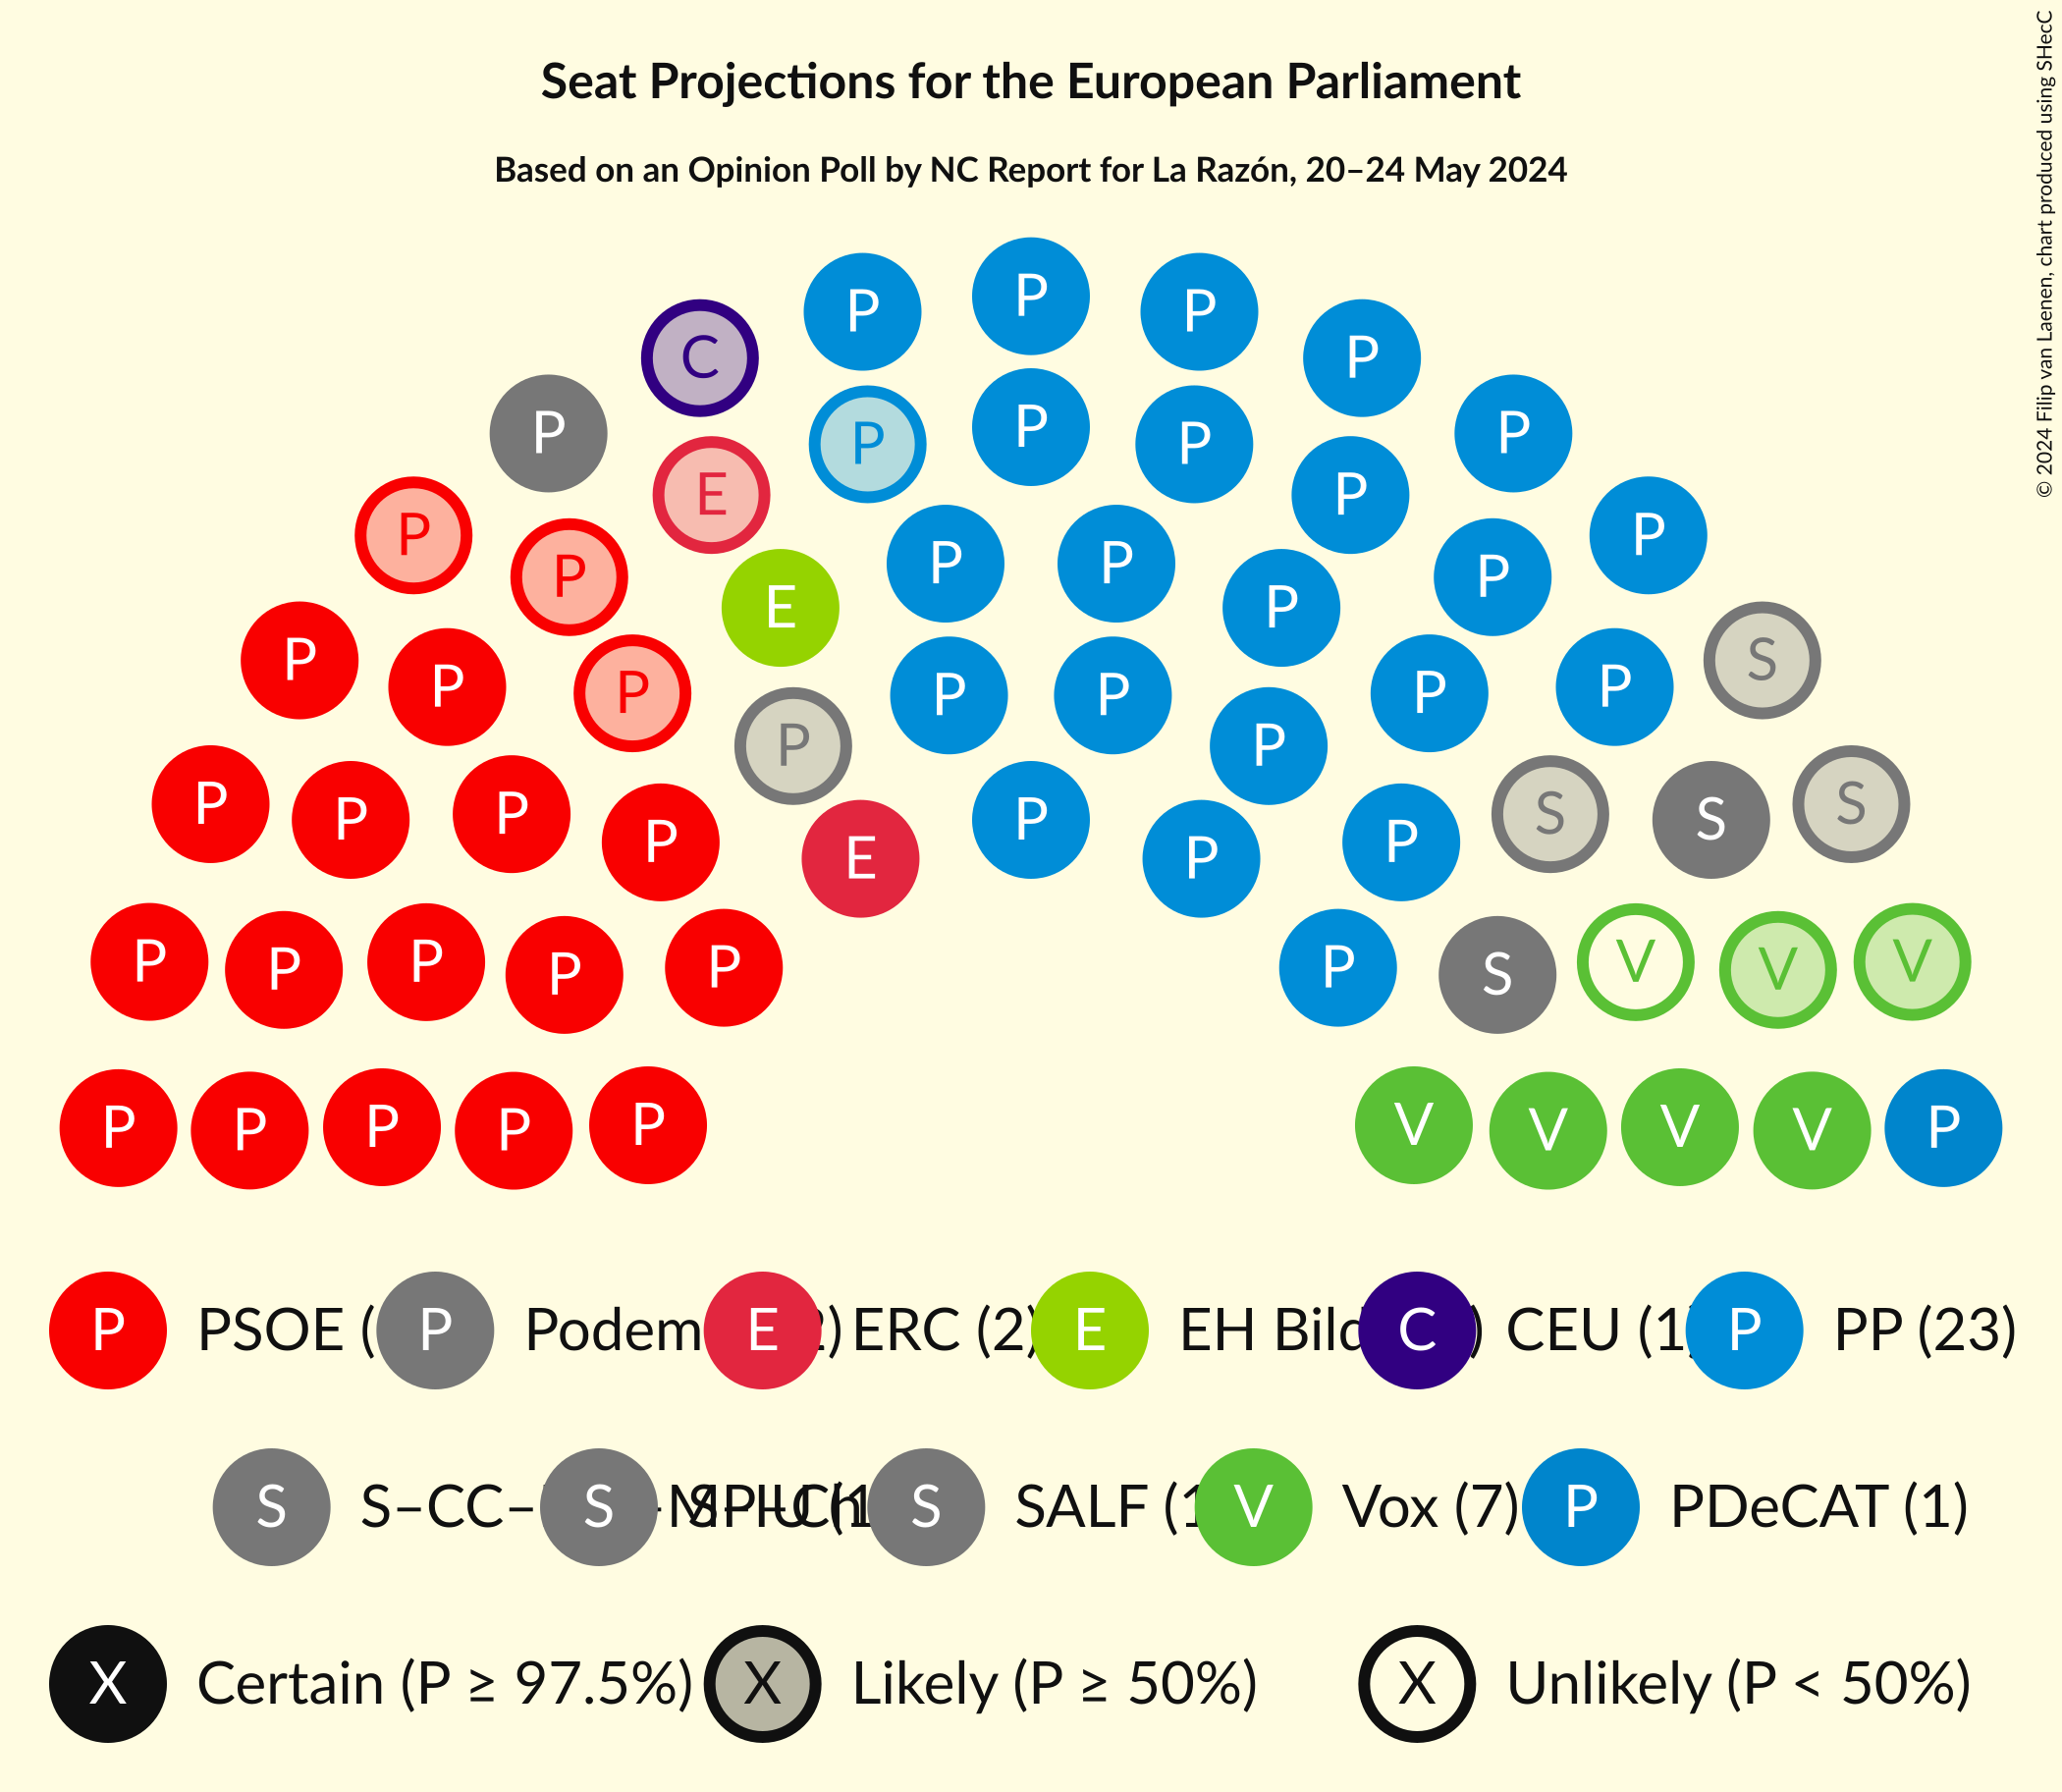 Seat Projections for the European Parliament
Based on an Opinion Poll by NC Report for La Razón, 20–24 May 2024
© 2024 Filip van Laenen, chart produced using SHecC
P P P
C P
P P P P
E P P
P P P
P P P
E P
P P S
P P P
P P P P
P S
P P P S S S
P P
P E P
P P P V V V
P P P P S
P P P P P V V V V P
P PSOE ( P Podem 2) E ERC (2) E EH Bild ) C CEU (1 P PP (23)
S S–CC– S S SALF (1 V Vox (7) P PDeCAT (1)
X Certain (P ≥ 97.5%) X Likely (P ≥ 50%) X Unlikely (P < 50%)